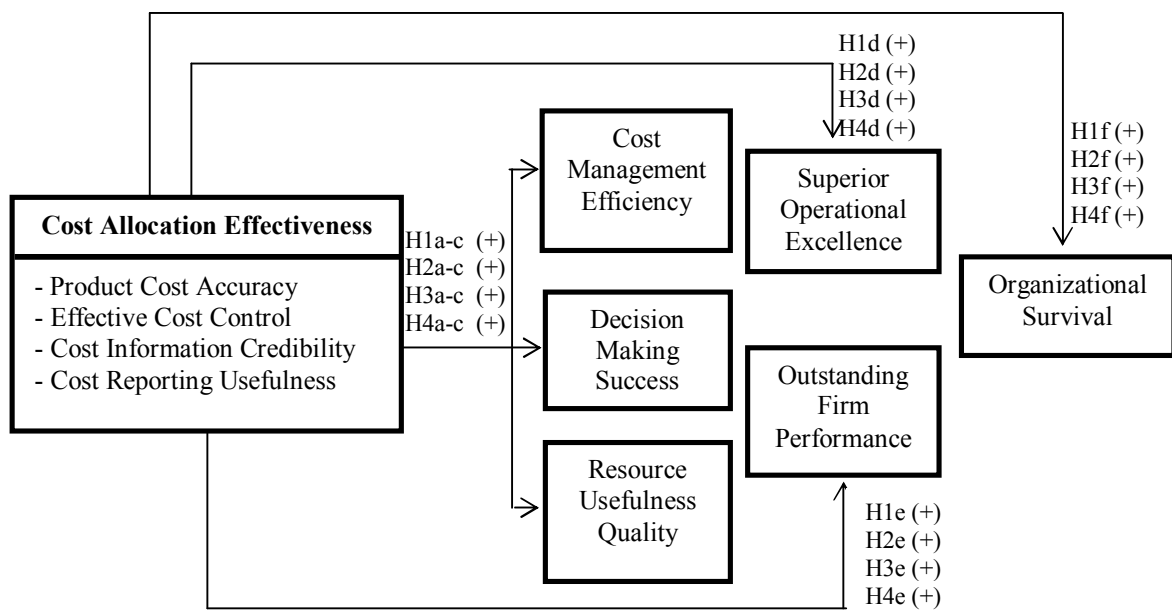 Cost Allocation Effectiveness
- Product Cost Accuracy
- Effective Cost Control
- Cost Information Credibility
- Cost Reporting Usefulness
H1a-c (+)
H2a-c (+)
H3a-c (+)
H4a-c (+)
Cost
Management
Efficiency
Decision
Making
Success
Resource
Usefulness
Quality
H1d (+)
H2d (+)
H3d (+)
H4d (+)
Superior
Operational
Excellence
Outstanding
Firm
Performance
H1e (+)
H2e (+)
H3e (+)
H4e (+)
H1f (+)
H2f (+)
H3f (+)
H4f (+)
Organizational
Survival